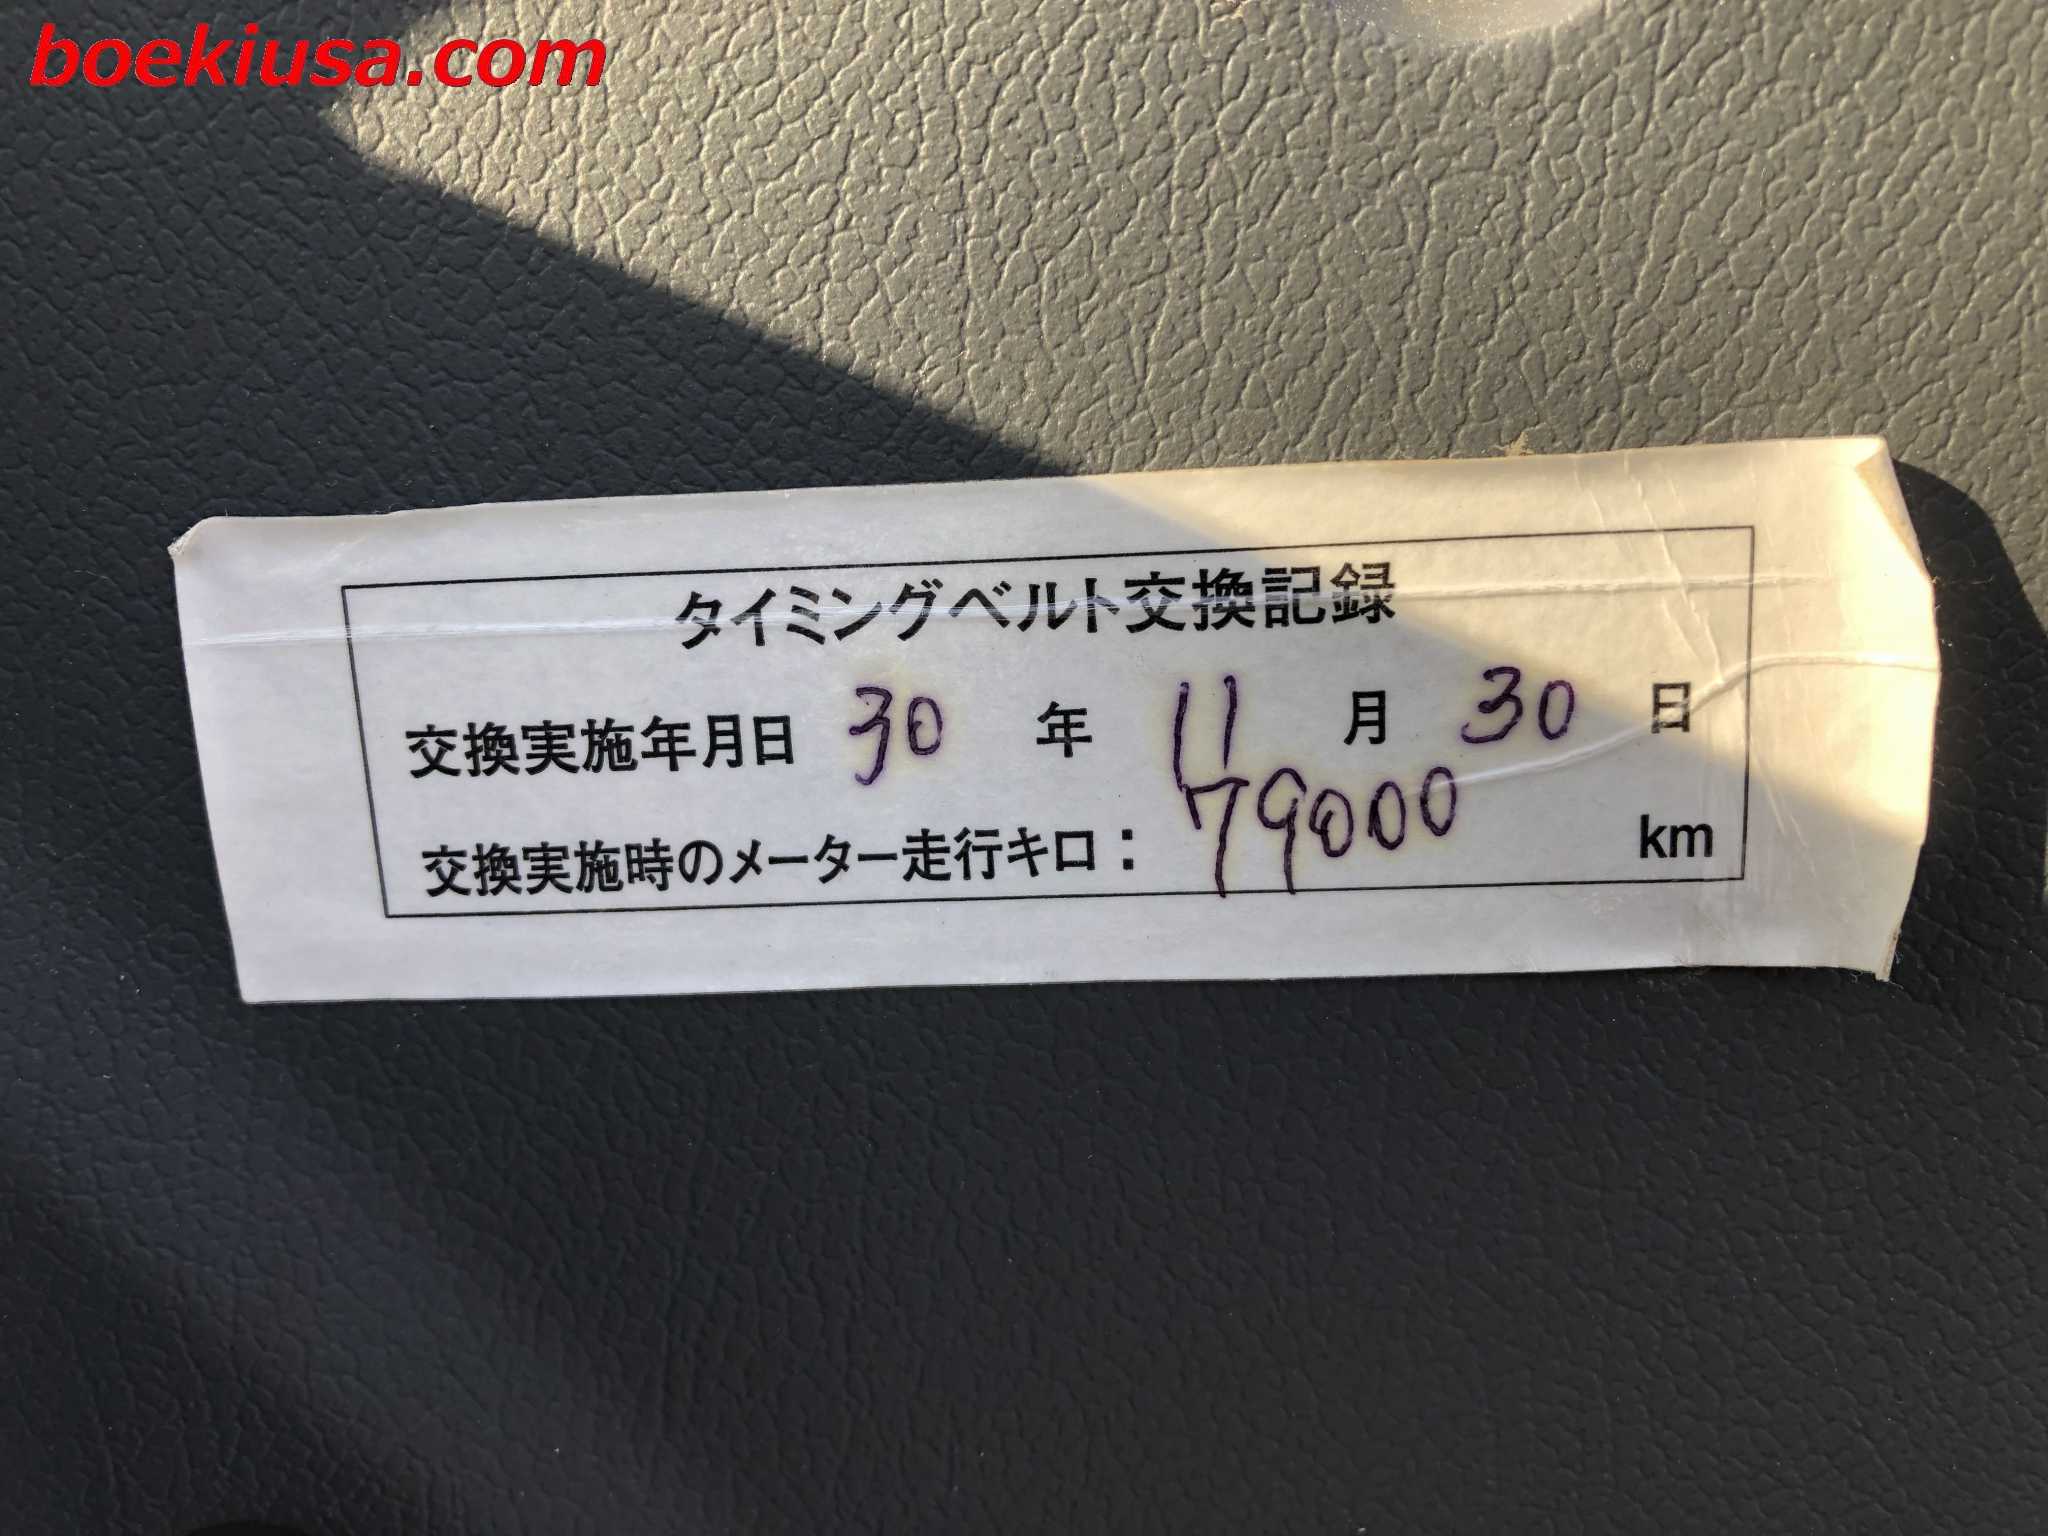 boekiusa.com
タイミングベルト交換記録
交換実施年月日 30 年 11 月 30 日
交換実施時のメーター走行キロ： 79000 km